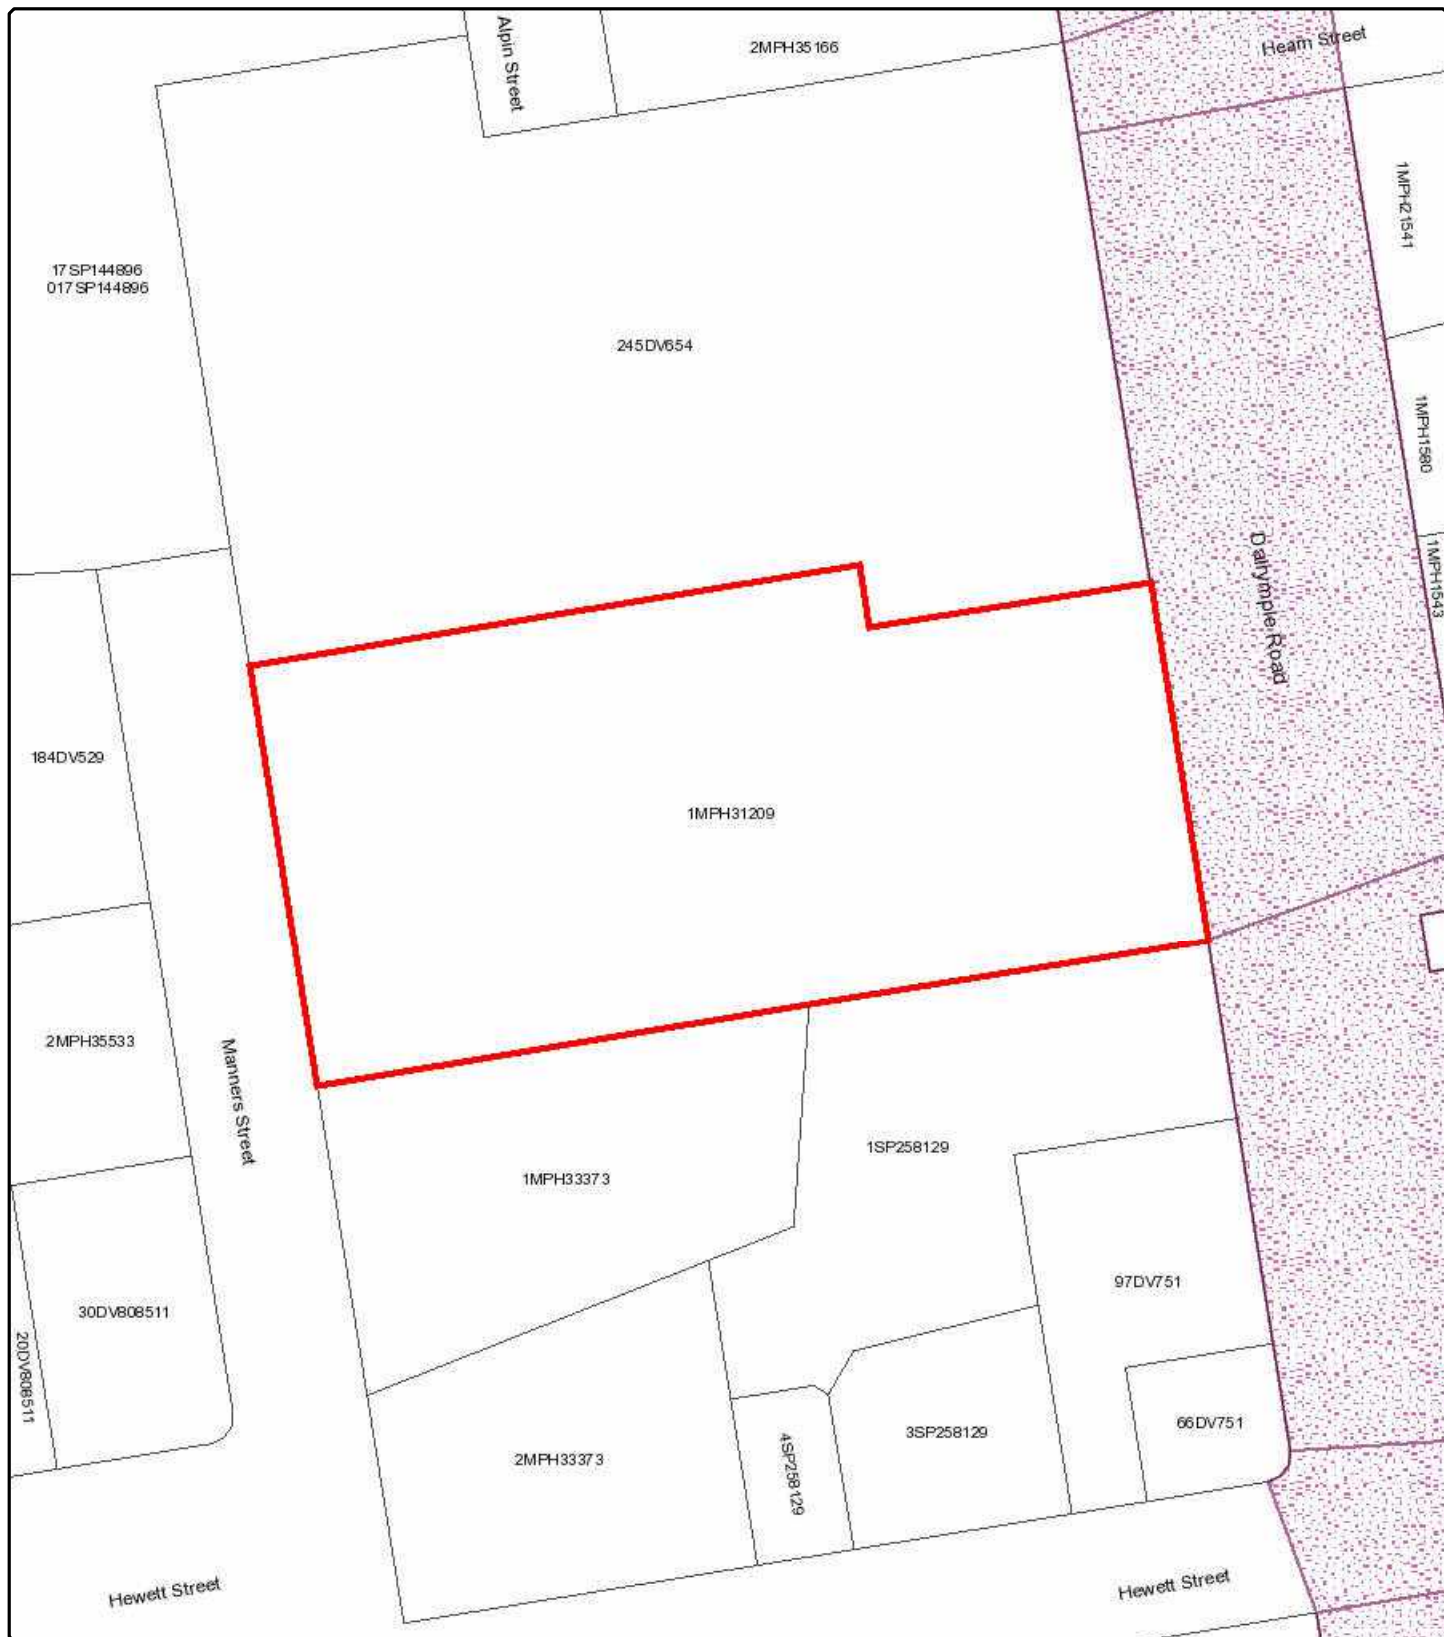 Alpin Street
2MPH35166
Heam Street
1MPH21541
17SP144896
017SP144896
245DV654
1MPH1580
1MPH1543
Dalrymple Road
184DV529
1MPH31209
2MPH35533
Manners Street
1SP258129
1MPH33373
97DV751
30DV808511
20DV808511
66DV751
3SP258129
4SP258129
2MPH33373
Hewett Street
Hewett Street